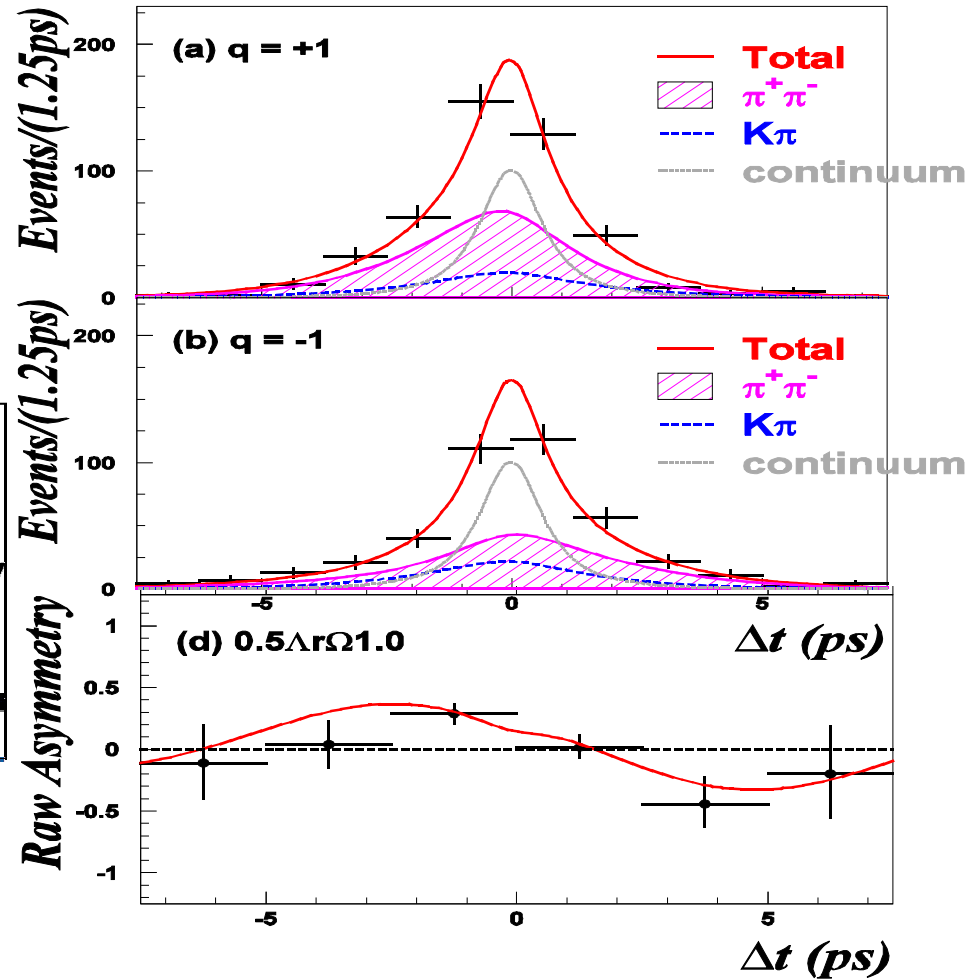 Events/(1.25ps)
200
100
0
(a) q = +1
Total
π⁺π⁻
Kπ
continuum
Events/(1.25ps)
200
100
0
(b) q = -1
Total
π⁺π⁻
Kπ
continuum
-5
0
5
Δt (ps)
Raw Asymmetry
1
0.5
0
-0.5
-1
(d) 0.5ΛrΩ1.0
-5
0
5
Δt (ps)